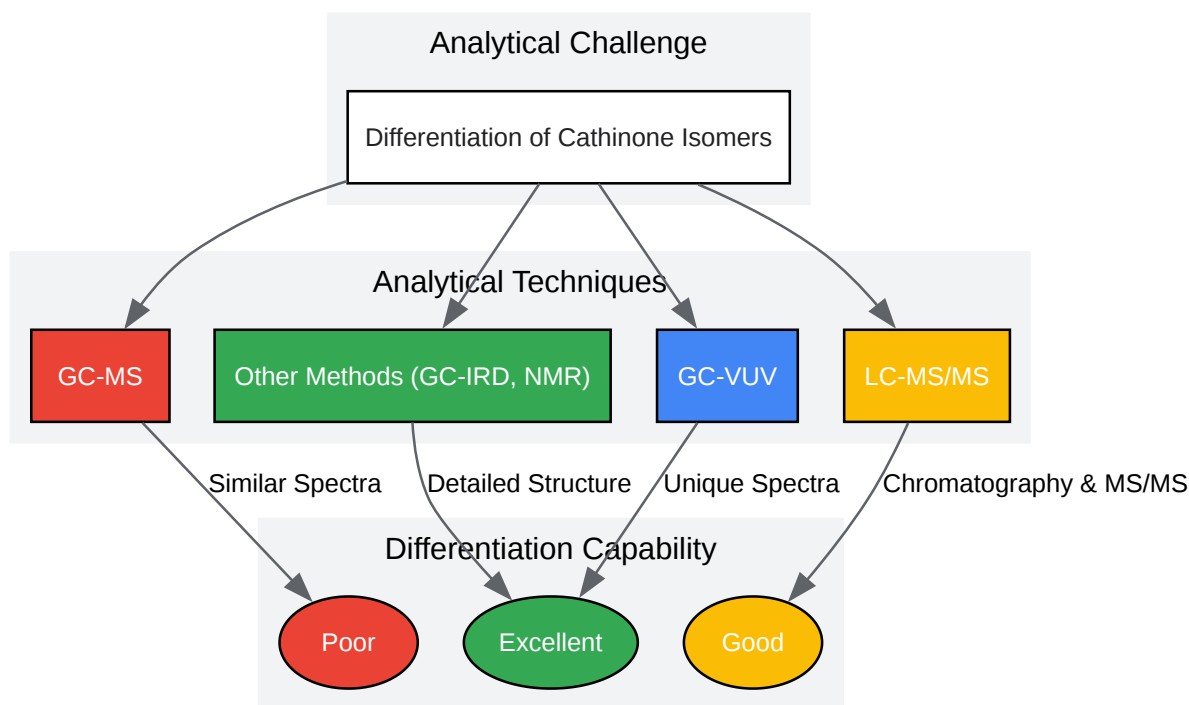 Analytical Challenge
Differentiation of Cathinone Isomers
Analytical Techniques
GC-MS
Other Methods (GC-IRD, NMR)
GC-VUV
LC-MS/MS
Similar Spectra
Detailed Structure
Unique Spectra
Chromatography & MS/MS
Differentiation Capability
Poor
Excellent
Good